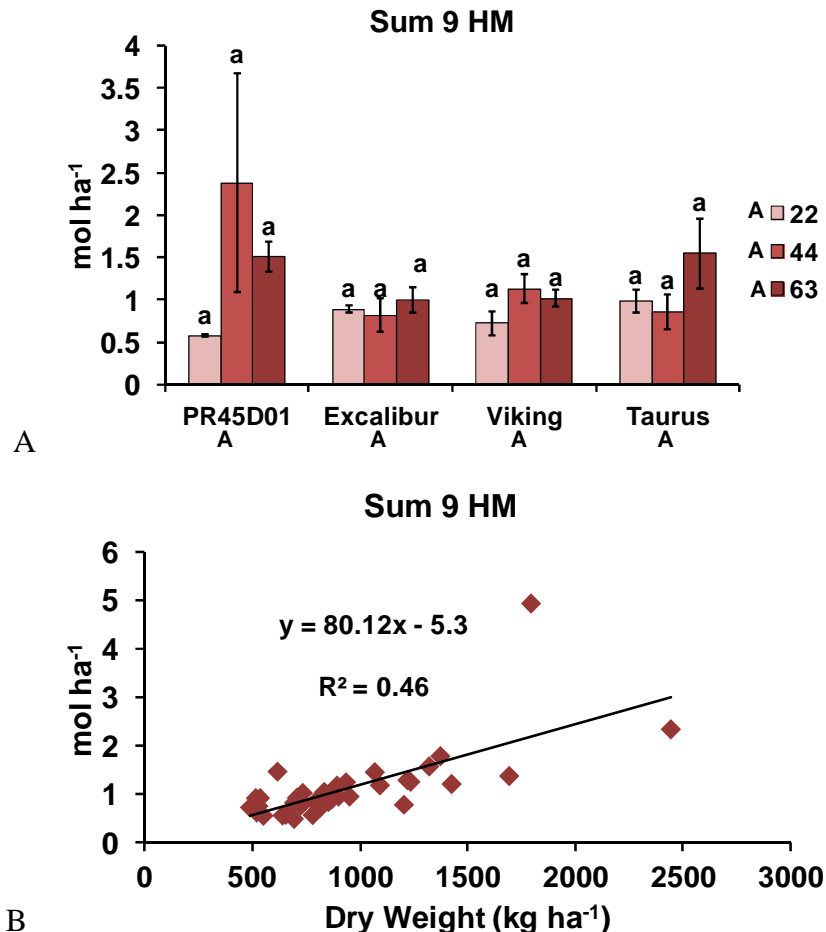 Sum 9 HM
4
3.5
3
2.5
2
1.5
1
0.5
0
mol ha⁻¹
a a a
a a a
a a a
a a a
A 22
A 44
A 63
PR45D01 Excalibur Viking Taurus
A A A A
A
Sum 9 HM
6
5
4
3
2
1
0
mol ha⁻¹
y = 80.12x - 5.3
R² = 0.46
0 500 1000 1500 2000 2500 3000
Dry Weight (kg ha⁻¹)
B